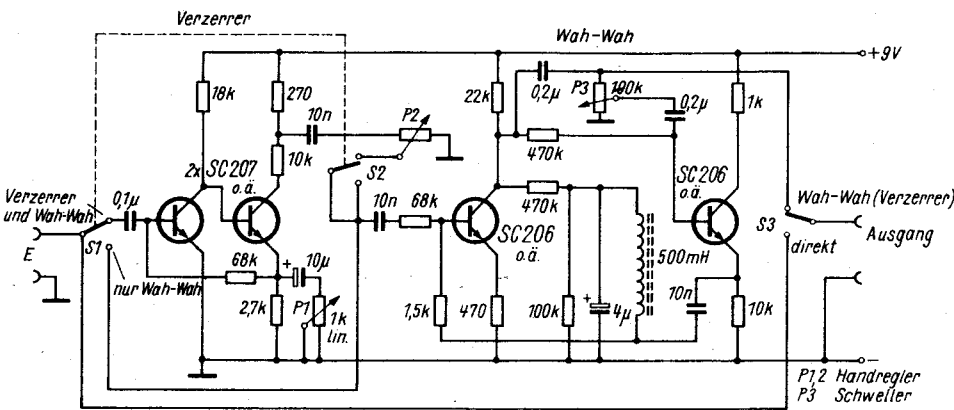 Verzerrer
Wah-Wah
+9V
18k
270
10n
P2
22k
0,2µ
P3
100k
0,2µ
1k
10k
470k
S2
2x
SC207
o.ä.
SC206
o.ä.
Verzerrer
und Wah-Wah
0,1µ
10n
68k
470k
Wah-Wah (Verzerrer)
S3
S1
E
SC206
o.ä.
500mH
direkt
Ausgang
nur Wah-Wah
68k
+
10µ
10n
2,7k
P1
1k
lin.
1,5k
470
100k
+
4µ
10k
–
P1,2 Handregler
P3 Schweller